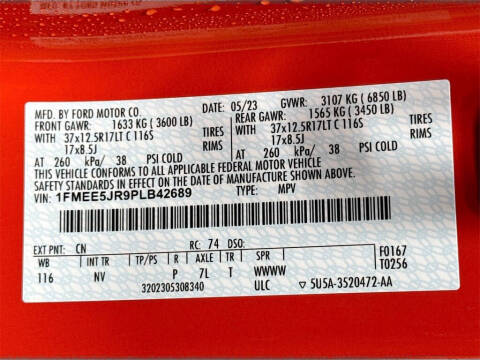 MFD. BY FORD MOTOR CO.
DATE: 05/23 GVWR: 3107 KG (6850 LB)
FRONT GAWR: 1633 KG (3600 LB) REAR GAWR: 1565 KG (3450 LB)
37x12.5R17LT C 116S TIRES 37x12.5R17LT C 116S TIRES
17x8.5J RIMS 17x8.5J RIMS
AT 260 kPa/ 38 PSI COLD AT 260 kPa/ 38 PSI COLD
THIS VEHICLE CONFORMS TO ALL APPLICABLE FEDERAL MOTOR VEHICLE
SAFETY STANDARDS IN EFFECT ON THE DATE OF MANUFACTURE SHOWN ABOVE.
VIN: 1FMEE5JR9PLB42689 TYPE: MPV
EXT PNT: CN RC: 74 DSO: F0167
WB INT TR TP/PS R AXLE TR SPR T0256
116 NV P 7L T WWWW
3202305308340 ULC 5U5A-3520472-AA